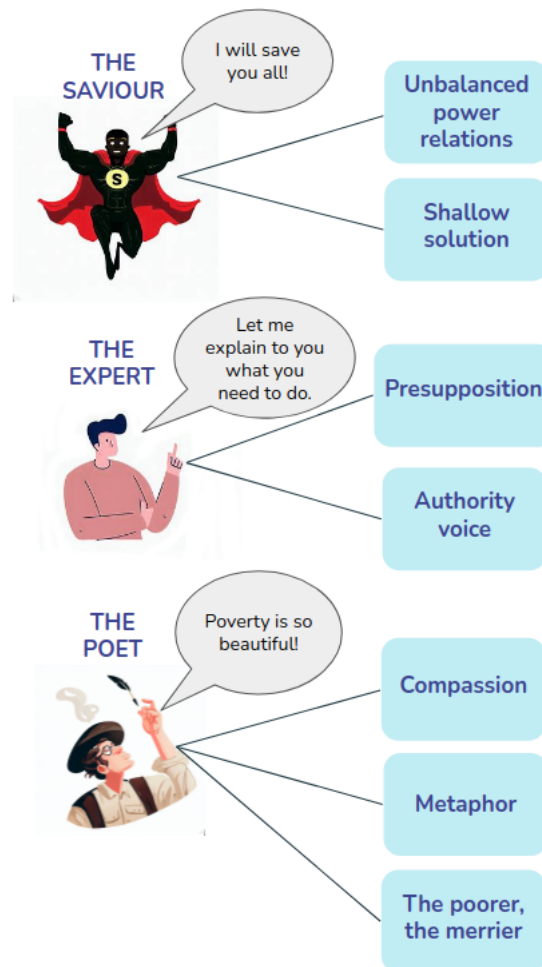 THE
SAVIOUR
I will save
you all!
S
Unbalanced
power
relations
Shallow
solution
THE
EXPERT
Let me
explain to you
what you
need to do.
Presupposition
Authority
voice
THE
POET
Poverty is so
beautiful!
Compassion
Metaphor
The poorer,
the merrier